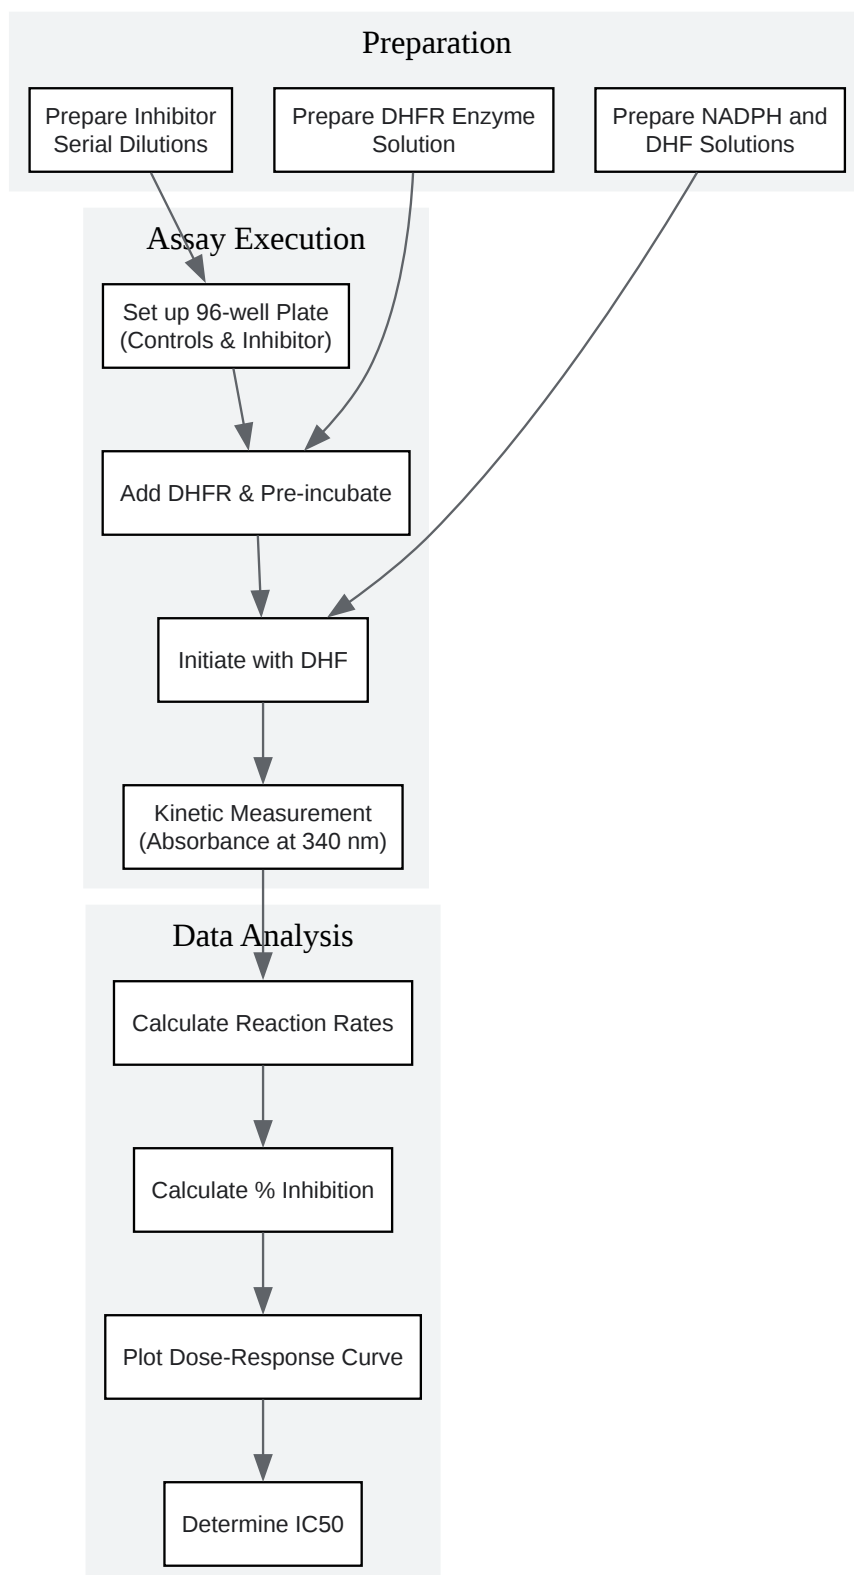 Preparation
Prepare Inhibitor
Serial Dilutions
Prepare DHFR Enzyme
Solution
Prepare NADPH and
DHF Solutions
Assay Execution
Set up 96-well Plate
(Controls & Inhibitor)
Add DHFR & Pre-incubate
Initiate with DHF
Kinetic Measurement
(Absorbance at 340 nm)
Data Analysis
Calculate Reaction Rates
Calculate % Inhibition
Plot Dose-Response Curve
Determine IC50